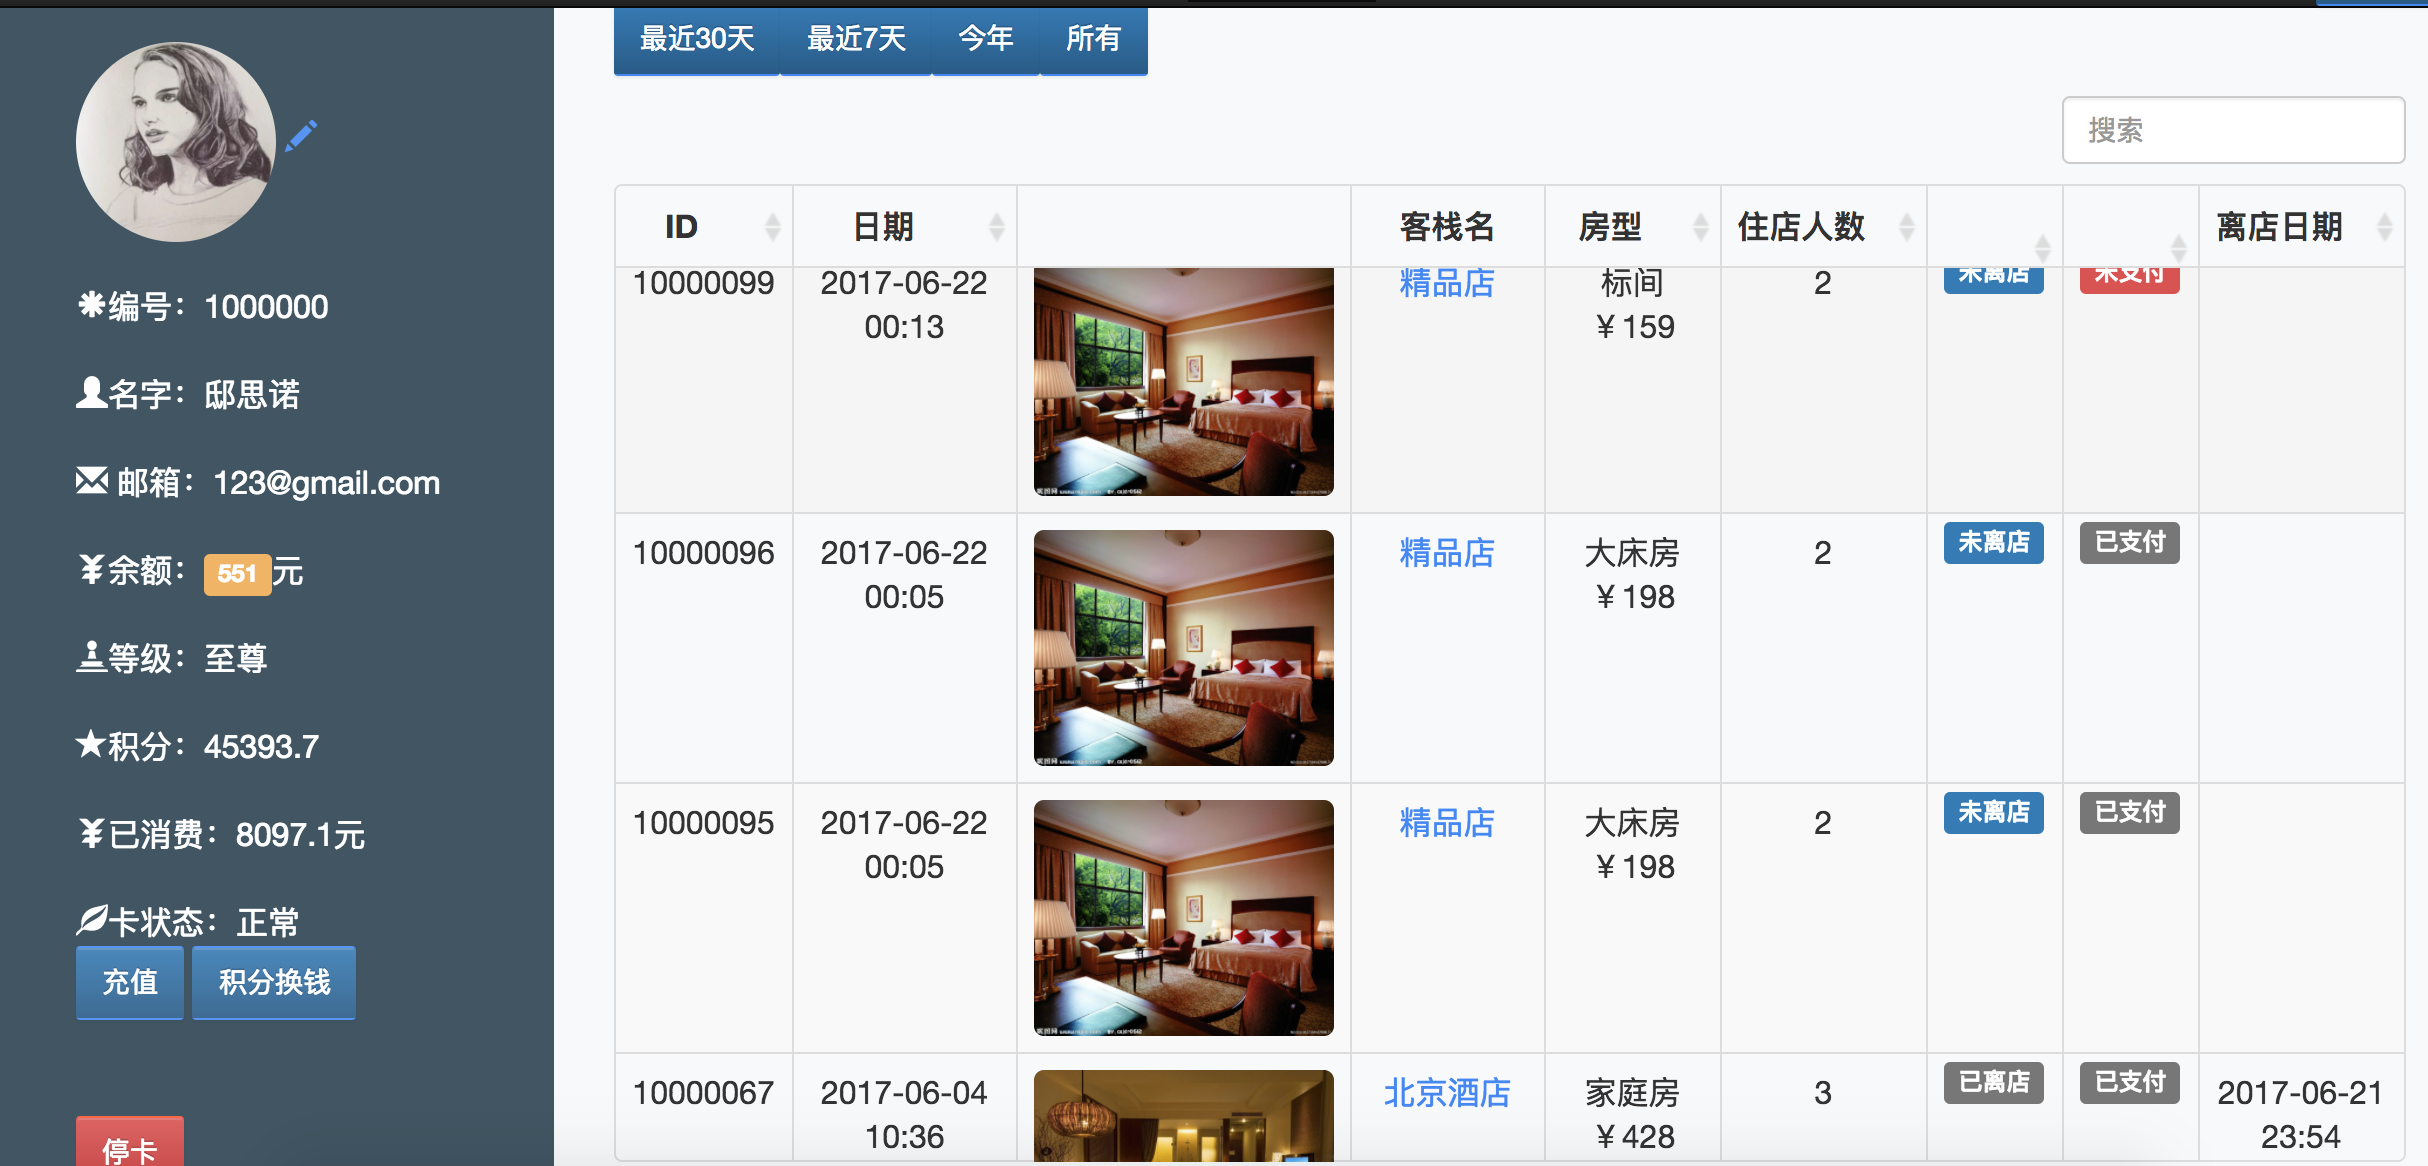 最近30天 最近7天 今年 所有
搜索
编号：1000000
名字：邸思诺
邮箱：123@gmail.com
余额：551元
等级：至尊
积分：45393.7
已消费：8097.1元
卡状态：正常
充值 积分换钱
停卡
ID 日期 客栈名 房型 住店人数 离店日期
10000099 2017-06-22 00:13 精品店 标间 ¥159 2 未离店 未支付
10000096 2017-06-22 00:05 精品店 大床房 ¥198 2 未离店 已支付
10000095 2017-06-22 00:05 精品店 大床房 ¥198 2 未离店 已支付
10000067 2017-06-04 10:36 北京酒店 家庭房 ¥428 3 已离店 已支付 2017-06-21 23:54